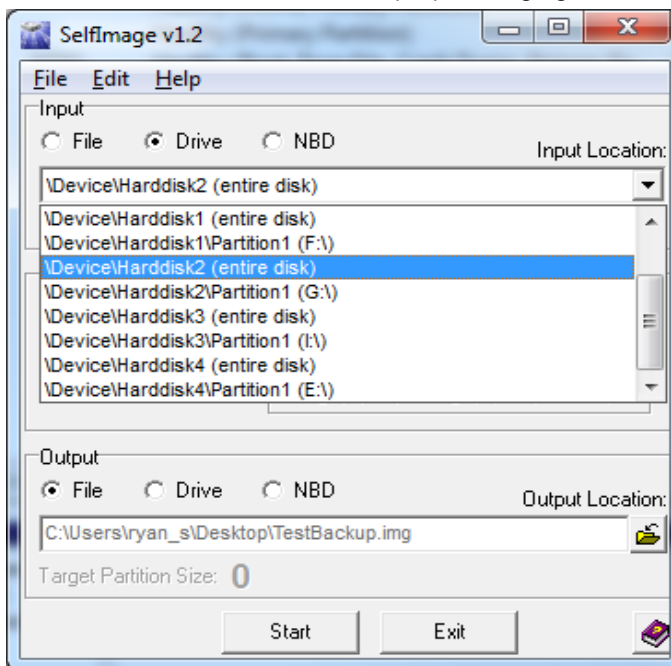 SelfImage v1.2
File Edit Help
Input
File Drive NBD
Input Location:
\Device\Harddisk2 (entire disk)
\Device\Harddisk1 (entire disk)
\Device\Harddisk1\Partition1 (F:\)
\Device\Harddisk2 (entire disk)
\Device\Harddisk2\Partition1 (G:\)
\Device\Harddisk3 (entire disk)
\Device\Harddisk3\Partition1 (I:\)
\Device\Harddisk4 (entire disk)
\Device\Harddisk4\Partition1 (E:\)
Output
File Drive NBD
Output Location:
C:\Users\ryan_s\Desktop\TestBackup.img
Target Partition Size: 0
Start Exit